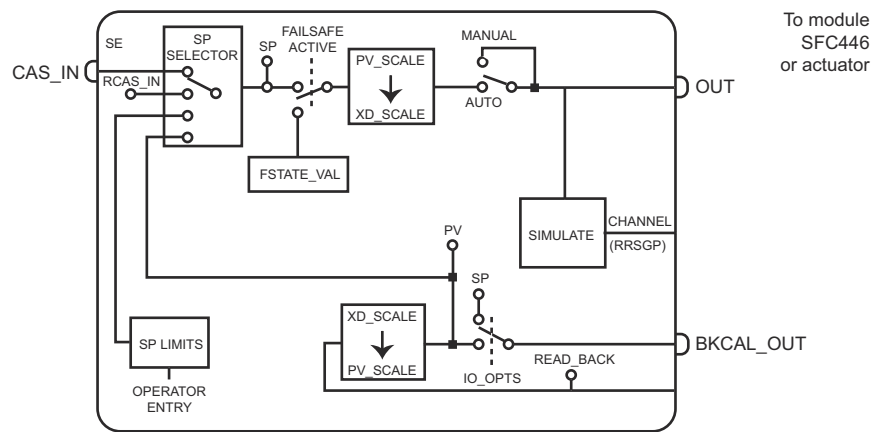 To module
SFC446
or actuator
SE
SP
SELECTOR
FAILSAFE
ACTIVE
SP
MANUAL
PV_SCALE
CAS_IN
RCAS_IN
OUT
AUTO
XD_SCALE
FSTATE_VAL
SIMULATE
CHANNEL
(RRSGP)
PV
SP
XD_SCALE
SP LIMITS
PV_SCALE
IO_OPTS
READ_BACK
BKCAL_OUT
OPERATOR
ENTRY